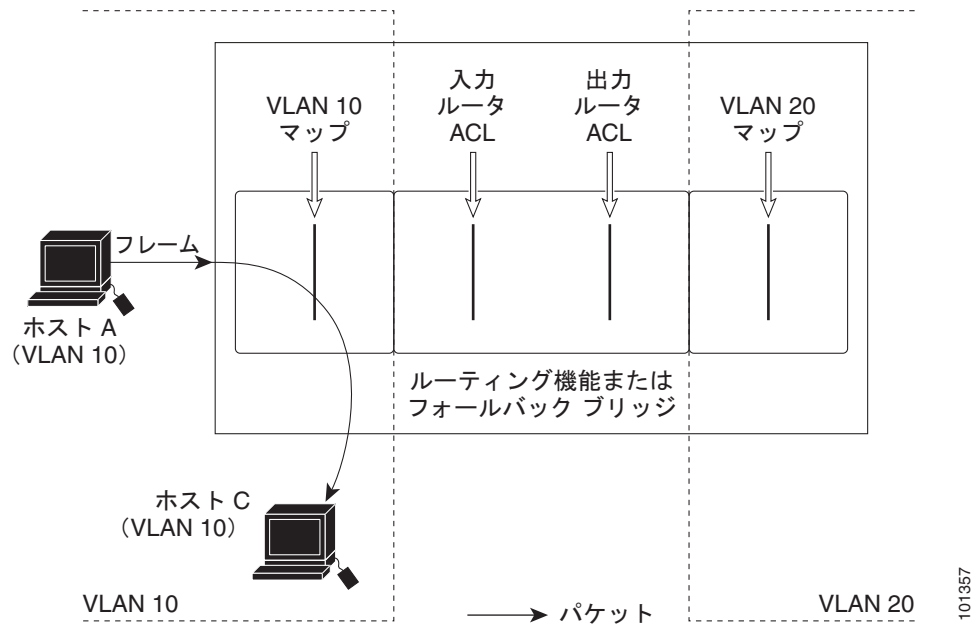 VLAN 10
マップ
入力
ルータ
ACL
出力
ルータ
ACL
VLAN 20
マップ
フレーム
ホスト A
（VLAN 10）
ルーティング機能または
フォールバック ブリッジ
ホスト C
（VLAN 10）
VLAN 10
パケット
VLAN 20
101357